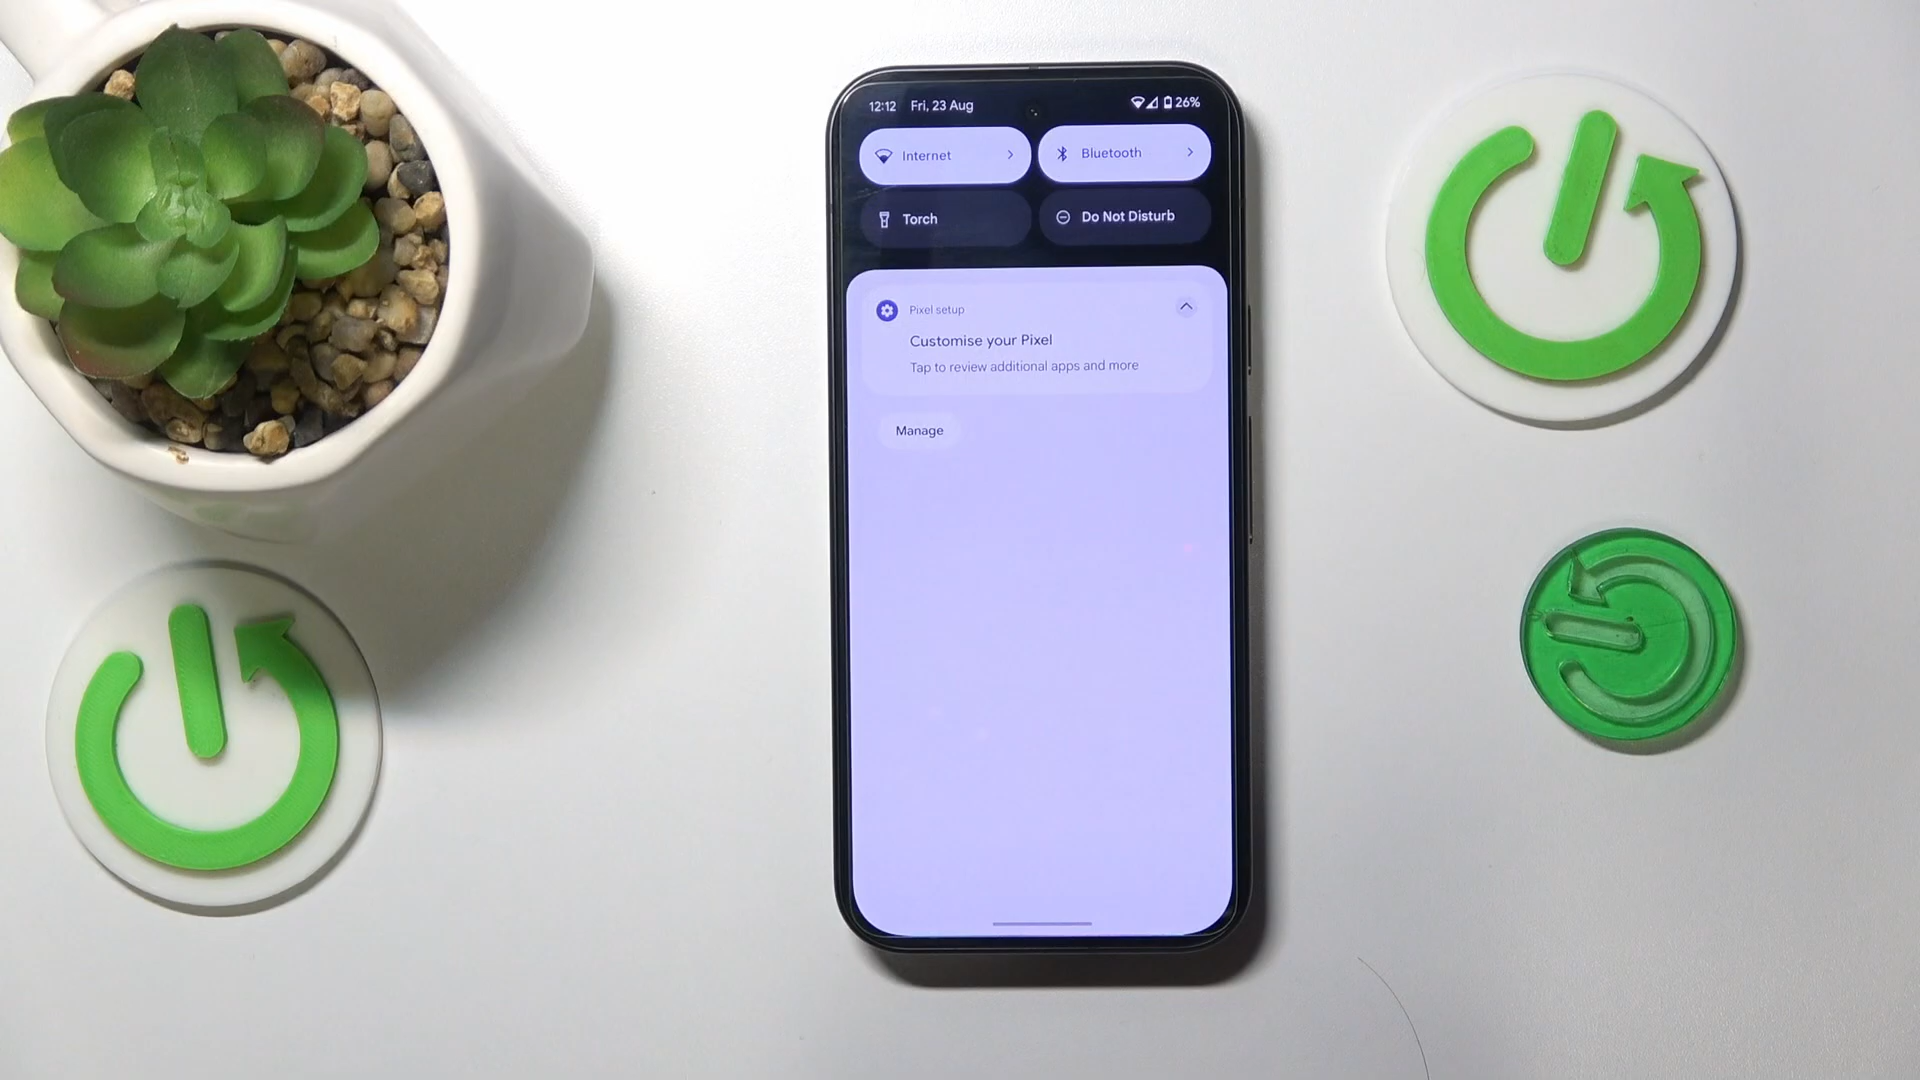 12:12 Fri, 23 Aug 26%
Internet Bluetooth
Torch Do Not Disturb
Pixel setup
Customise your Pixel
Tap to review additional apps and more
Manage